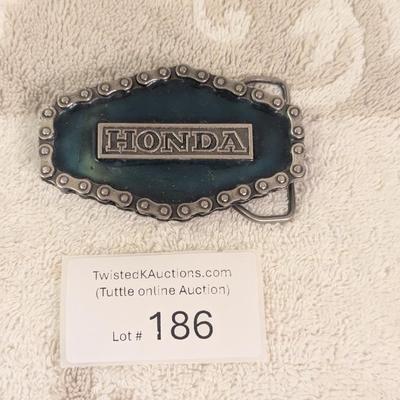 HONDA
TwistedKAuctions.com
(Tuttle online Auction)
Lot # 186